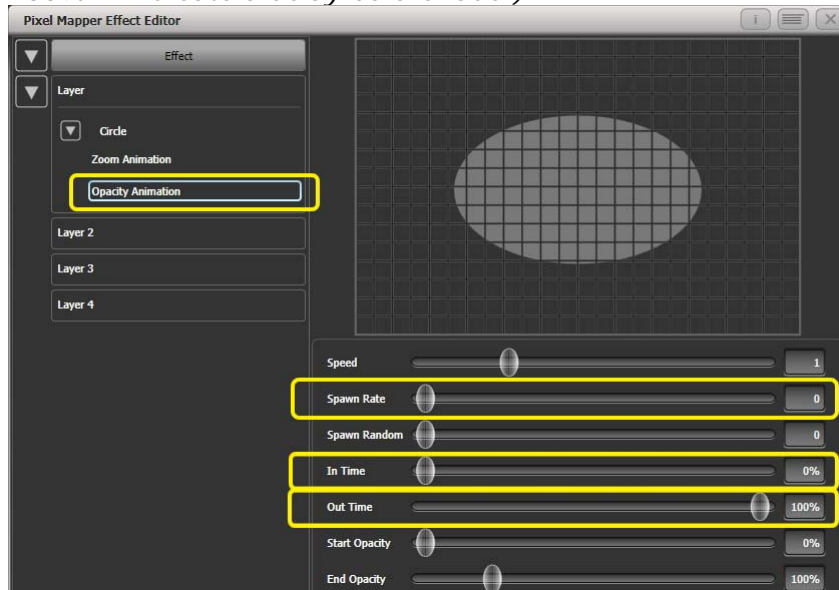 Pixel Mapper Effect Editor
i
X
Effect
Layer
Circle
Zoom Animation
Opacity Animation
Layer 2
Layer 3
Layer 4
Speed 1
Spawn Rate 0
Spawn Random 0
In Time 0%
Out Time 100%
Start Opacity 0%
End Opacity 100%